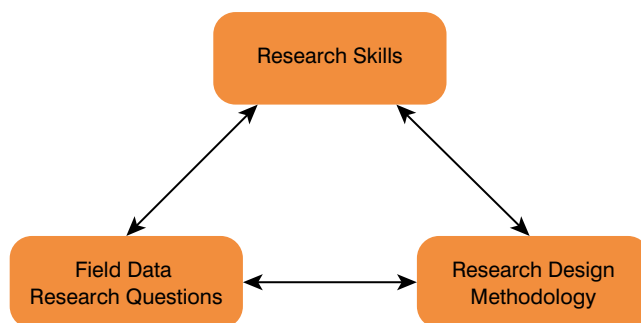 Research Skills
Field Data
Research Questions
Research Design
Methodology